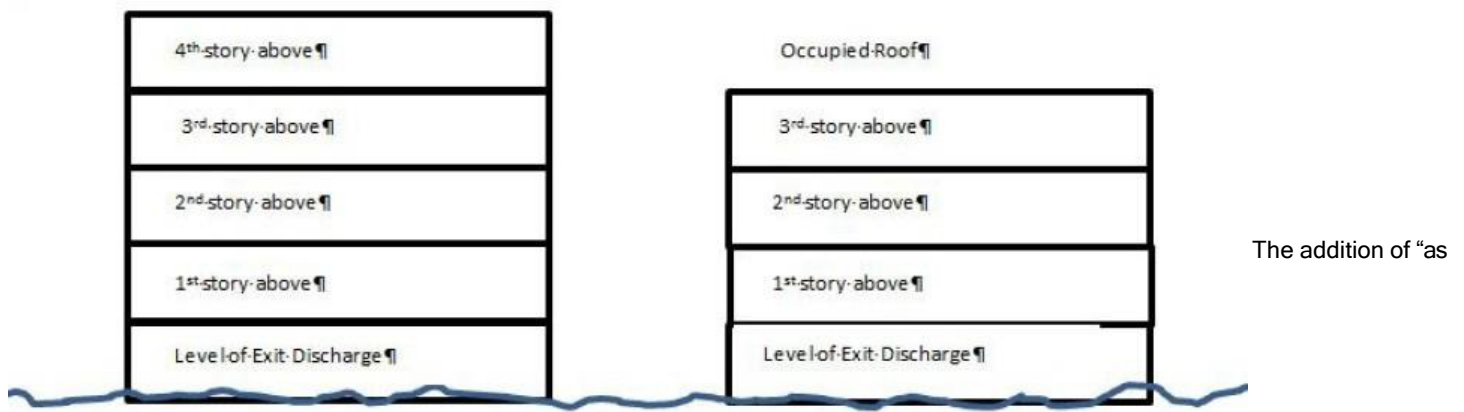 4th·story·above¶
3rd·story·above¶
2nd·story·above¶
1st·story·above¶
Level·of·Exit·Discharge¶
Occupied·Roof¶
3rd·story·above¶
2nd·story·above¶
1st·story·above¶
Level·of·Exit·Discharge¶
The addition of “as